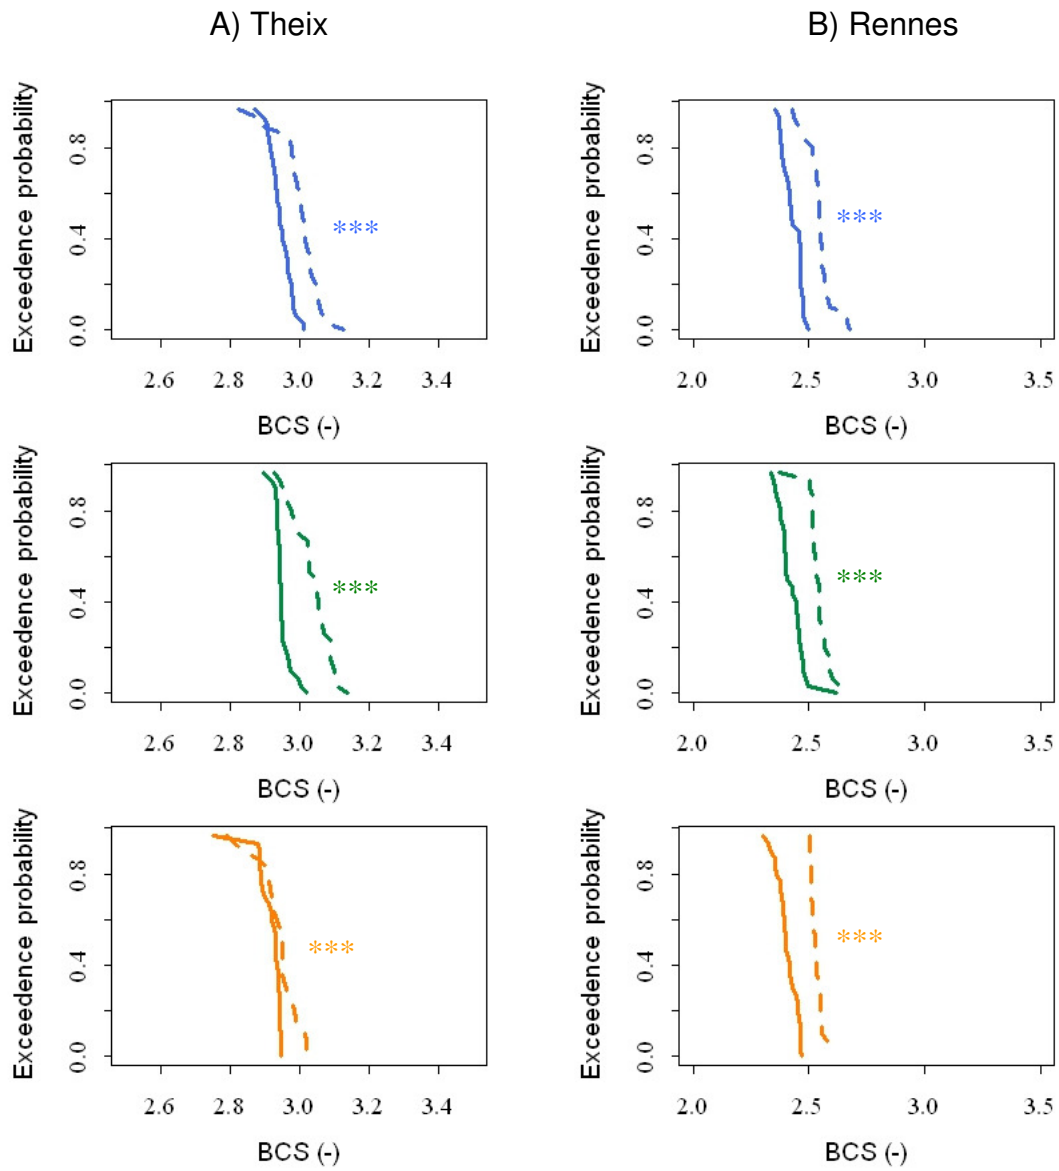 A) Theix
B) Rennes
Exceedence probability
0.0 0.4 0.8
***
2.6 2.8 3.0 3.2 3.4
BCS (-)
Exceedence probability
0.0 0.4 0.8
***
2.0 2.5 3.0 3.5
BCS (-)
Exceedence probability
0.0 0.4 0.8
***
2.6 2.8 3.0 3.2 3.4
BCS (-)
Exceedence probability
0.0 0.4 0.8
***
2.0 2.5 3.0 3.5
BCS (-)
Exceedence probability
0.0 0.4 0.8
***
2.6 2.8 3.0 3.2 3.4
BCS (-)
Exceedence probability
0.0 0.4 0.8
***
2.0 2.5 3.0 3.5
BCS (-)